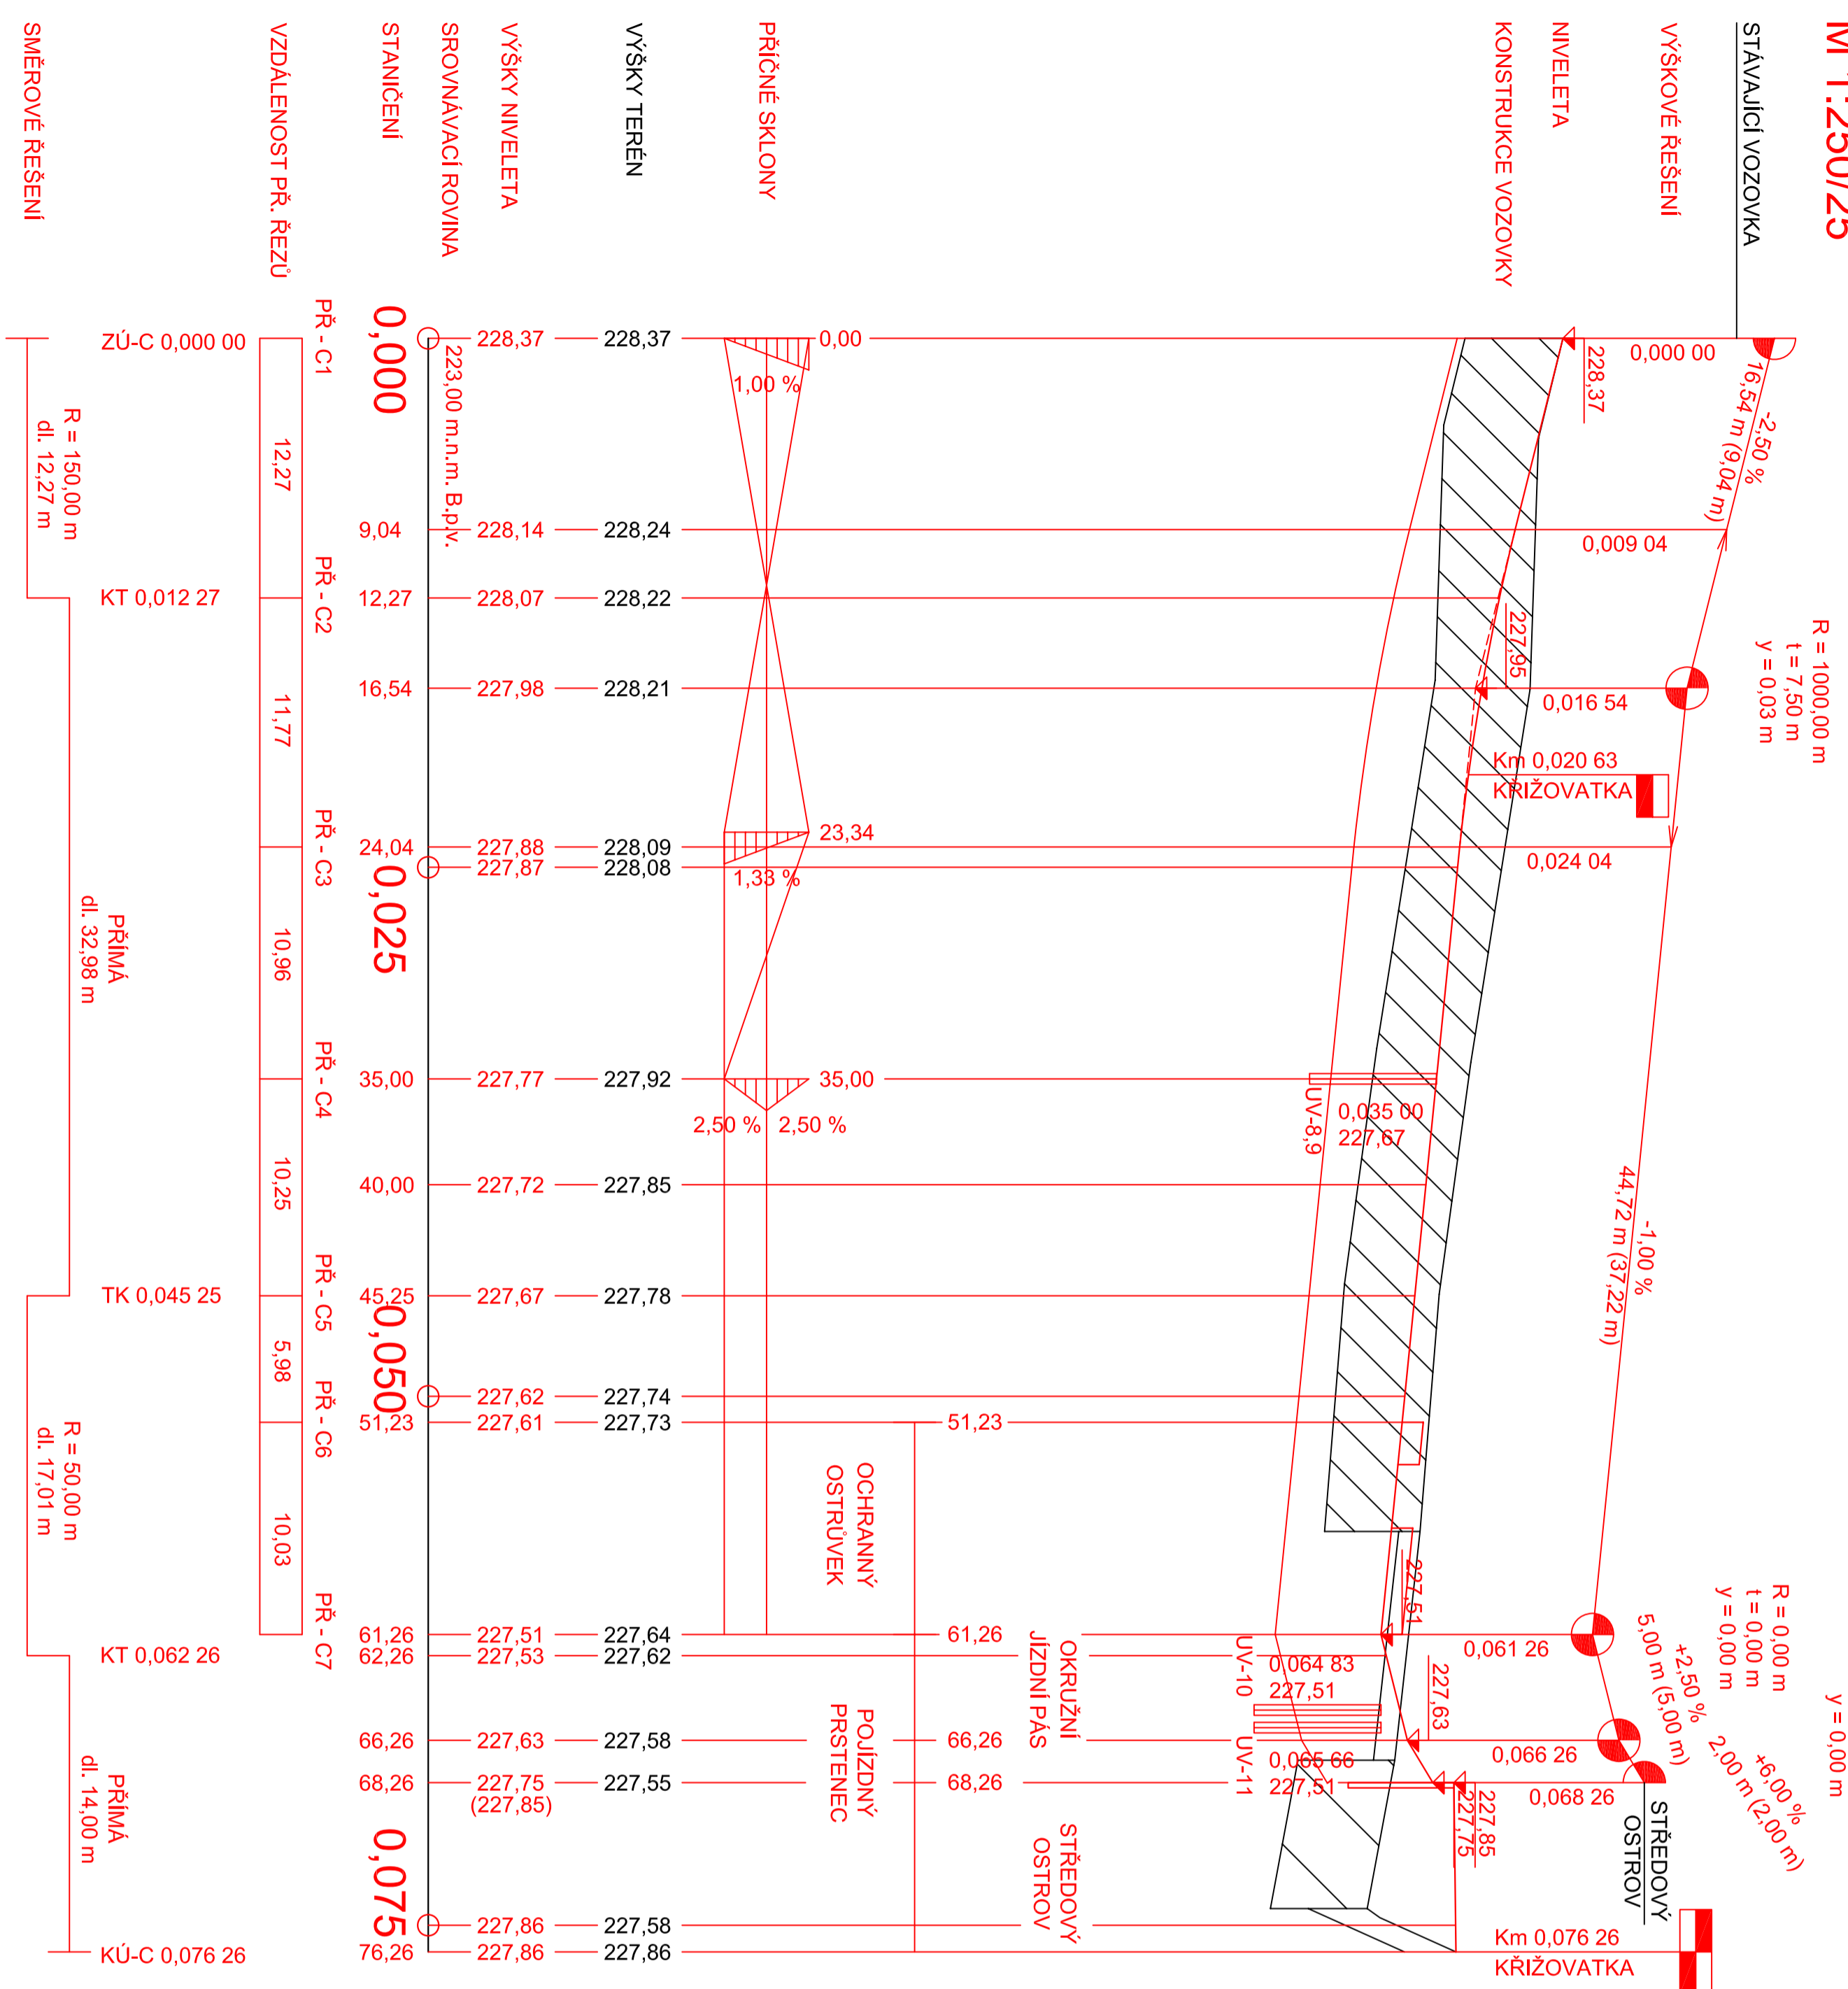 M 1:250/25
STÁVAJÍCÍ VOZOVKA
VÝŠKOVÉ ŘEŠENÍ
NIVELETA
KONSTRUKCE VOZOVKY
PŘÍČNÉ SKLONY
VÝŠKY TERÉN
VÝŠKY NIVELETA
SROVNÁVACÍ ROVINA
STANIČENÍ
VZDÁLENOST PŘ. ŘEZŮ
SMĚROVÉ ŘEŠENÍ
-2,50 %
16,54 m (9,04 m)
R = 1000,00 m
t = 7,50 m
y = 0,03 m
-1,00 %
44,72 m (37,22 m)
R = 0,00 m
t = 0,00 m
y = 0,00 m
+2,50 %
5,00 m (5,00 m)
y = 0,00 m
+6,00 %
2,00 m (2,00 m)
STŘEDOVÝ
OSTROV
0,000 00
0,009 04
0,016 54
Km 0,020 63
KŘIŽOVATKA
0,024 04
0,061 26
0,066 26
0,068 26
Km 0,076 26
KŘIŽOVATKA
228,37
227,95
227,51
227,63
227,85
227,75
UV-8,9
0,035 00
227,67
UV-10
0,064 83
227,51
UV-11
0,065 66
227,51
OKRUŽNÍ
JÍZDNÍ PÁS
STŘEDOVÝ
OSTROV
51,23
61,26
66,26
68,26
OCHRANNÝ
OSTRŮVEK
POJÍZDNÝ
PRSTENEC
0,00
1,00 %
23,34
1,33 %
35,00
2,50 %
2,50 %
228,37
228,24
228,22
228,21
228,09
228,08
227,92
227,85
227,78
227,74
227,73
227,64
227,62
227,58
227,55
227,58
227,86
228,37
228,14
228,07
227,98
227,88
227,87
227,77
227,72
227,67
227,62
227,61
227,51
227,53
227,63
227,75
(227,85)
227,86
227,86
223,00 m.n.m. B.p.v.
0,000
9,04
12,27
16,54
24,04
0,025
35,00
40,00
45,25
0,050
51,23
61,26
62,26
66,26
68,26
0,075
76,26
PŘ - C1
PŘ - C2
PŘ - C3
PŘ - C4
PŘ - C5
PŘ - C6
PŘ - C7
12,27
11,77
10,96
10,25
5,98
10,03
ZÚ-C 0,000 00
KT 0,012 27
TK 0,045 25
KT 0,062 26
KÚ-C 0,076 26
R = 150,00 m
dl. 12,27 m
PŘÍMÁ
dl. 32,98 m
R = 50,00 m
dl. 17,01 m
PŘÍMÁ
dl. 14,00 m